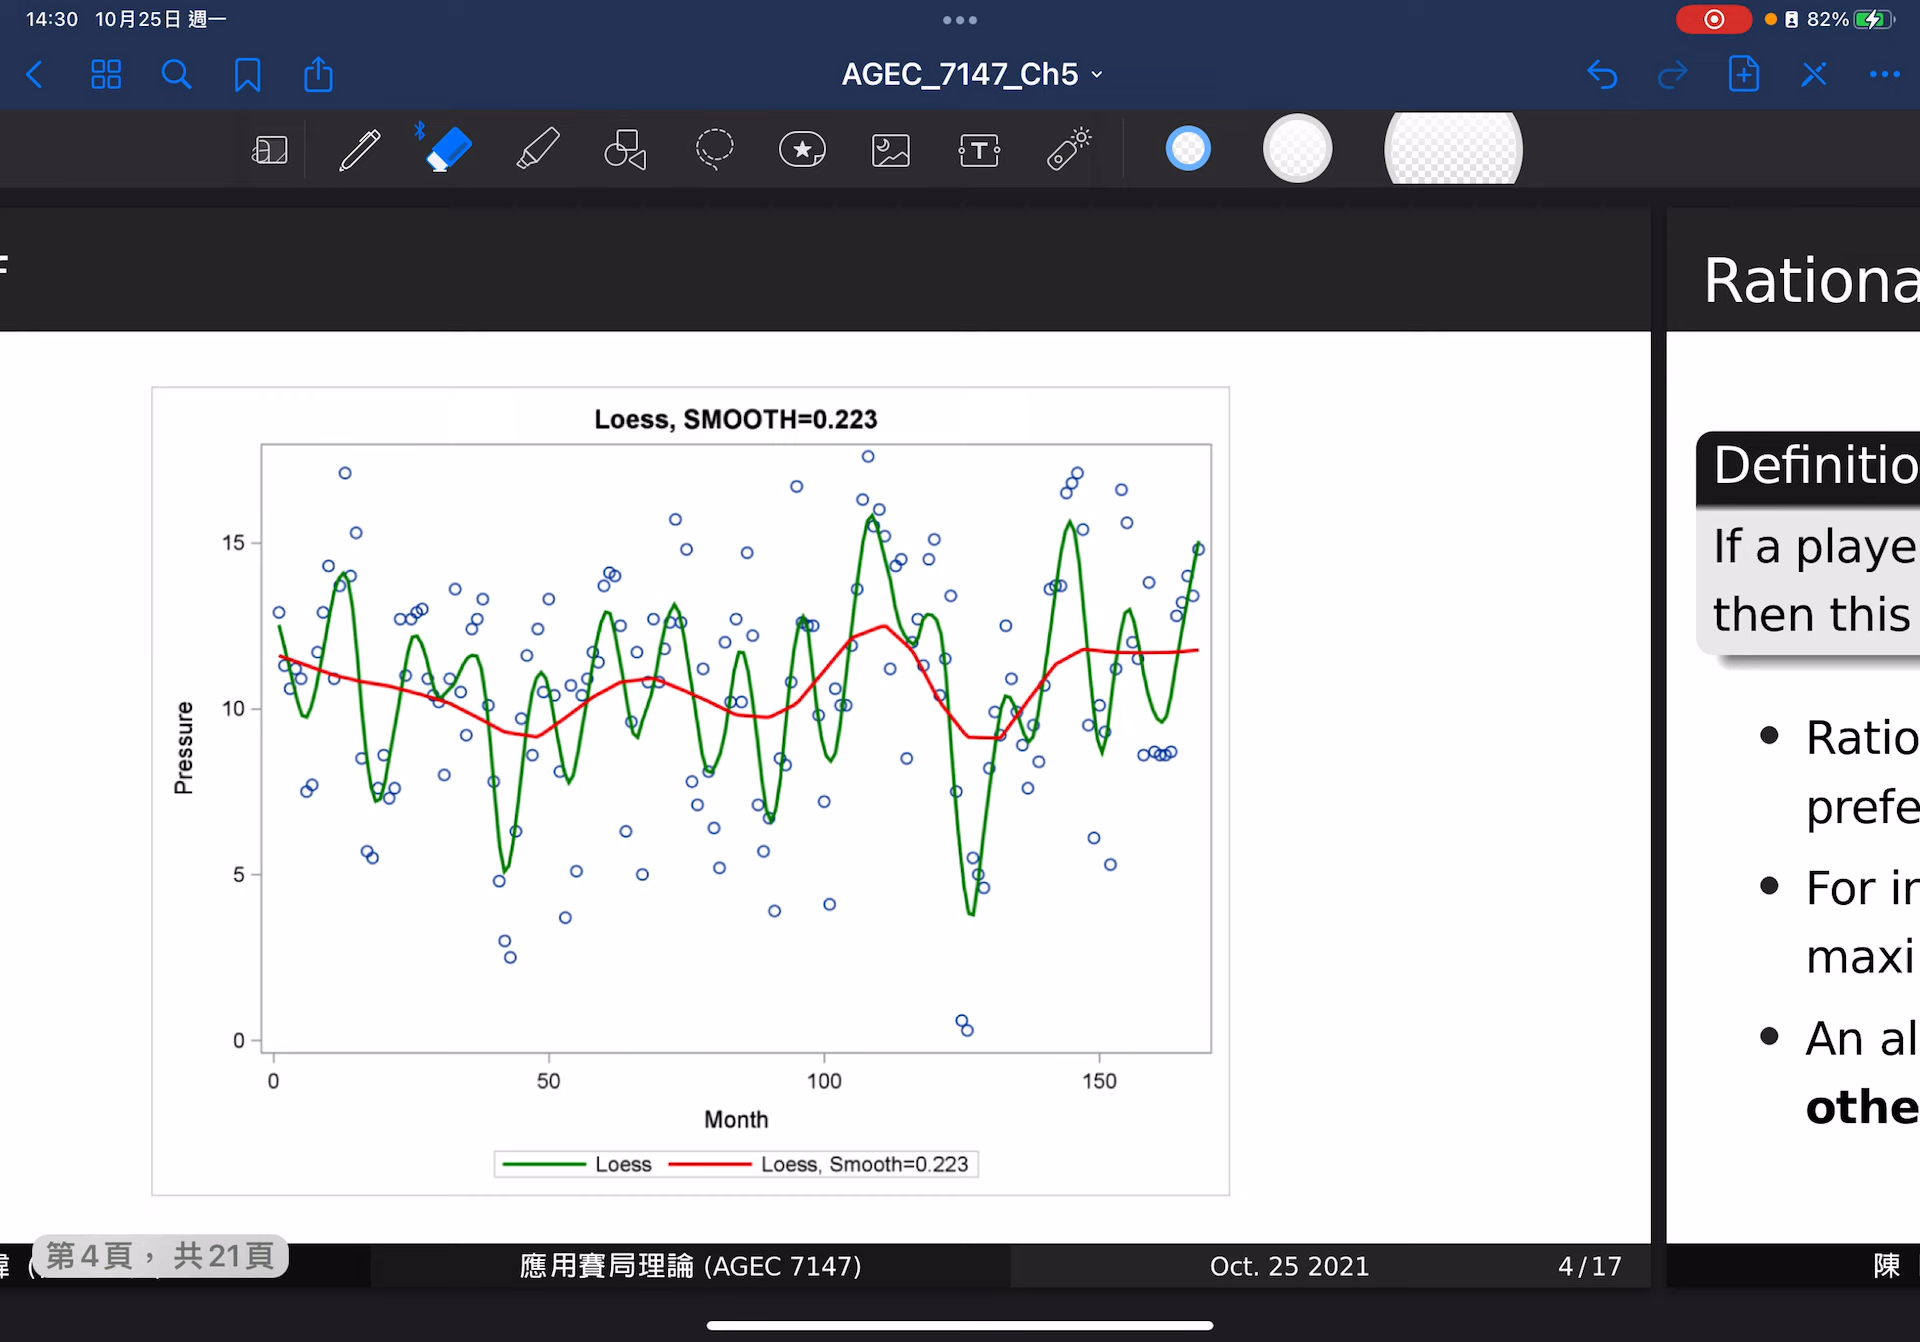 14:30 10月25日 週一
82%
AGEC_7147_Ch5
Rationa
Loess, SMOOTH=0.223
15
10
5
0
Pressure
0 50 100 150
Month
Loess Loess, Smooth=0.223
Definitio
If a playe
then this
Ratio
prefe
For in
maxi
An al
othe
第4頁，共21頁
應用賽局理論 (AGEC 7147)
Oct. 25 2021
4/17
陳